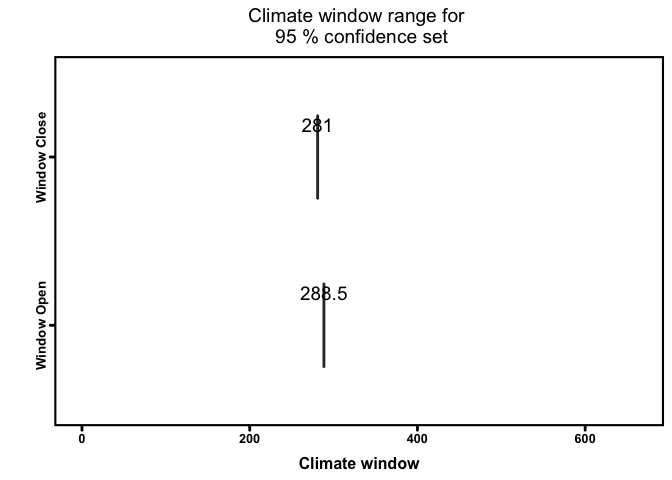 Climate window range for
95 % confidence set
Window Close
281
Window Open
288.5
0 200 400 600
Climate window